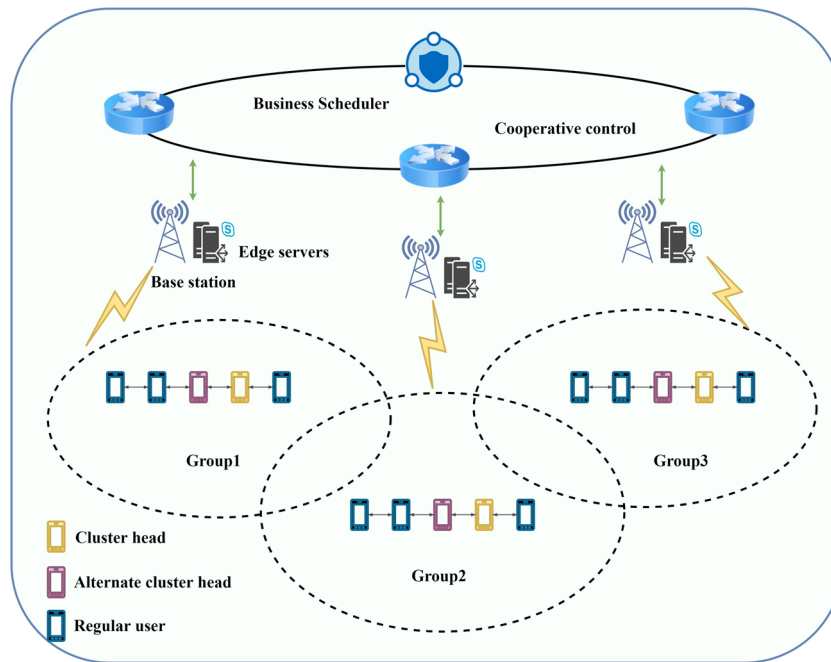 Business Scheduler
Cooperative control
Edge servers
Base station
S
S
S
Group1
Group3
Group2
Cluster head
Alternate cluster head
Regular user